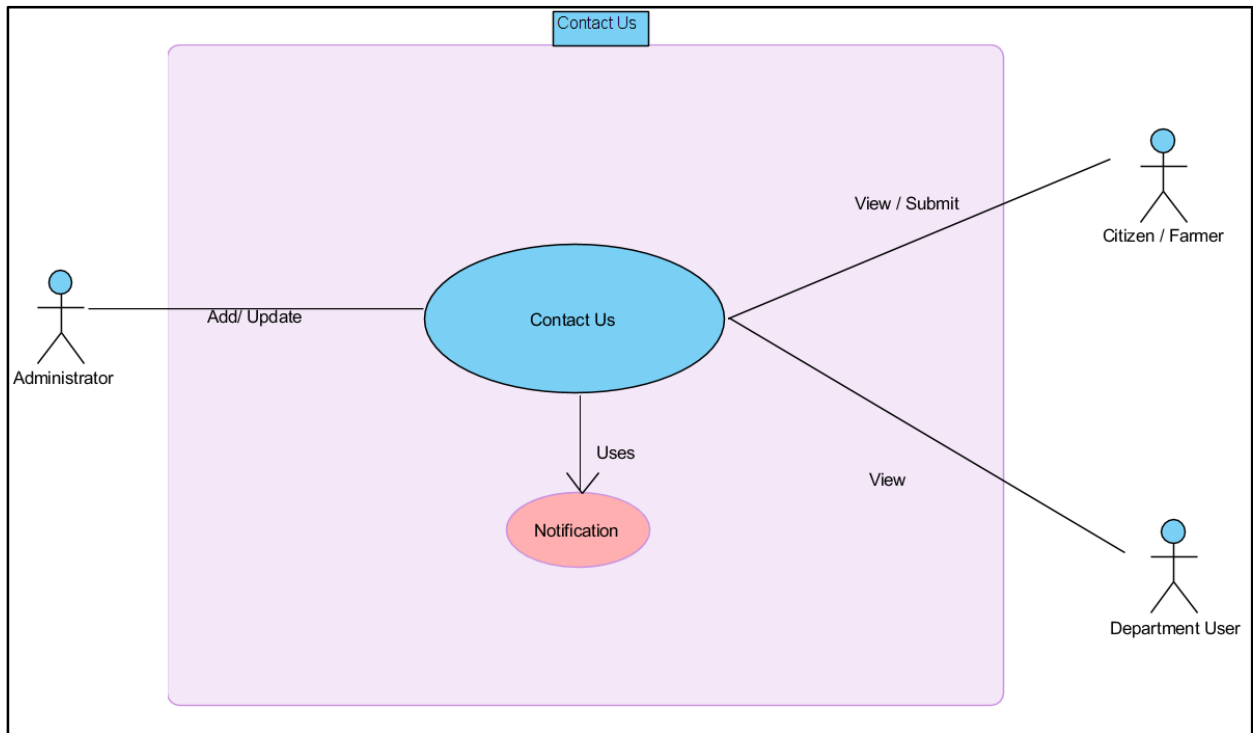 Contact Us
View / Submit
Citizen / Farmer
Add/ Update
Contact Us
Administrator
Uses
View
Notification
Department User